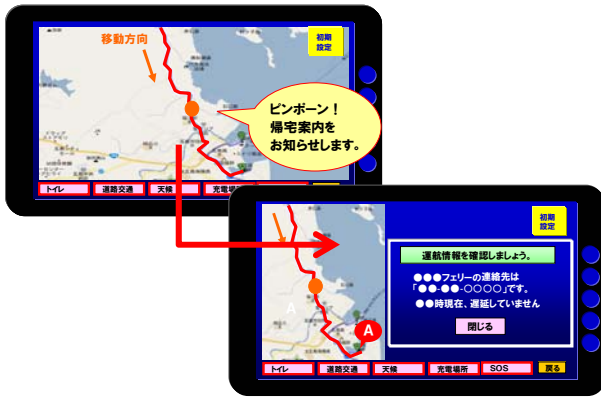 移動方向
初期
設定
ピンポーン！
帰宅案内を
お知らせします。
トイレ
道路交通
天候
充電場
初期
設定
運航情報を確認しましょう。
●●●フェリーの連絡先は
「●●-●●-〇〇〇〇」です。
●●時現在、遅延していません
閉じる
A
A
トイレ
道路交通
天候
充電場所
SOS
戻る